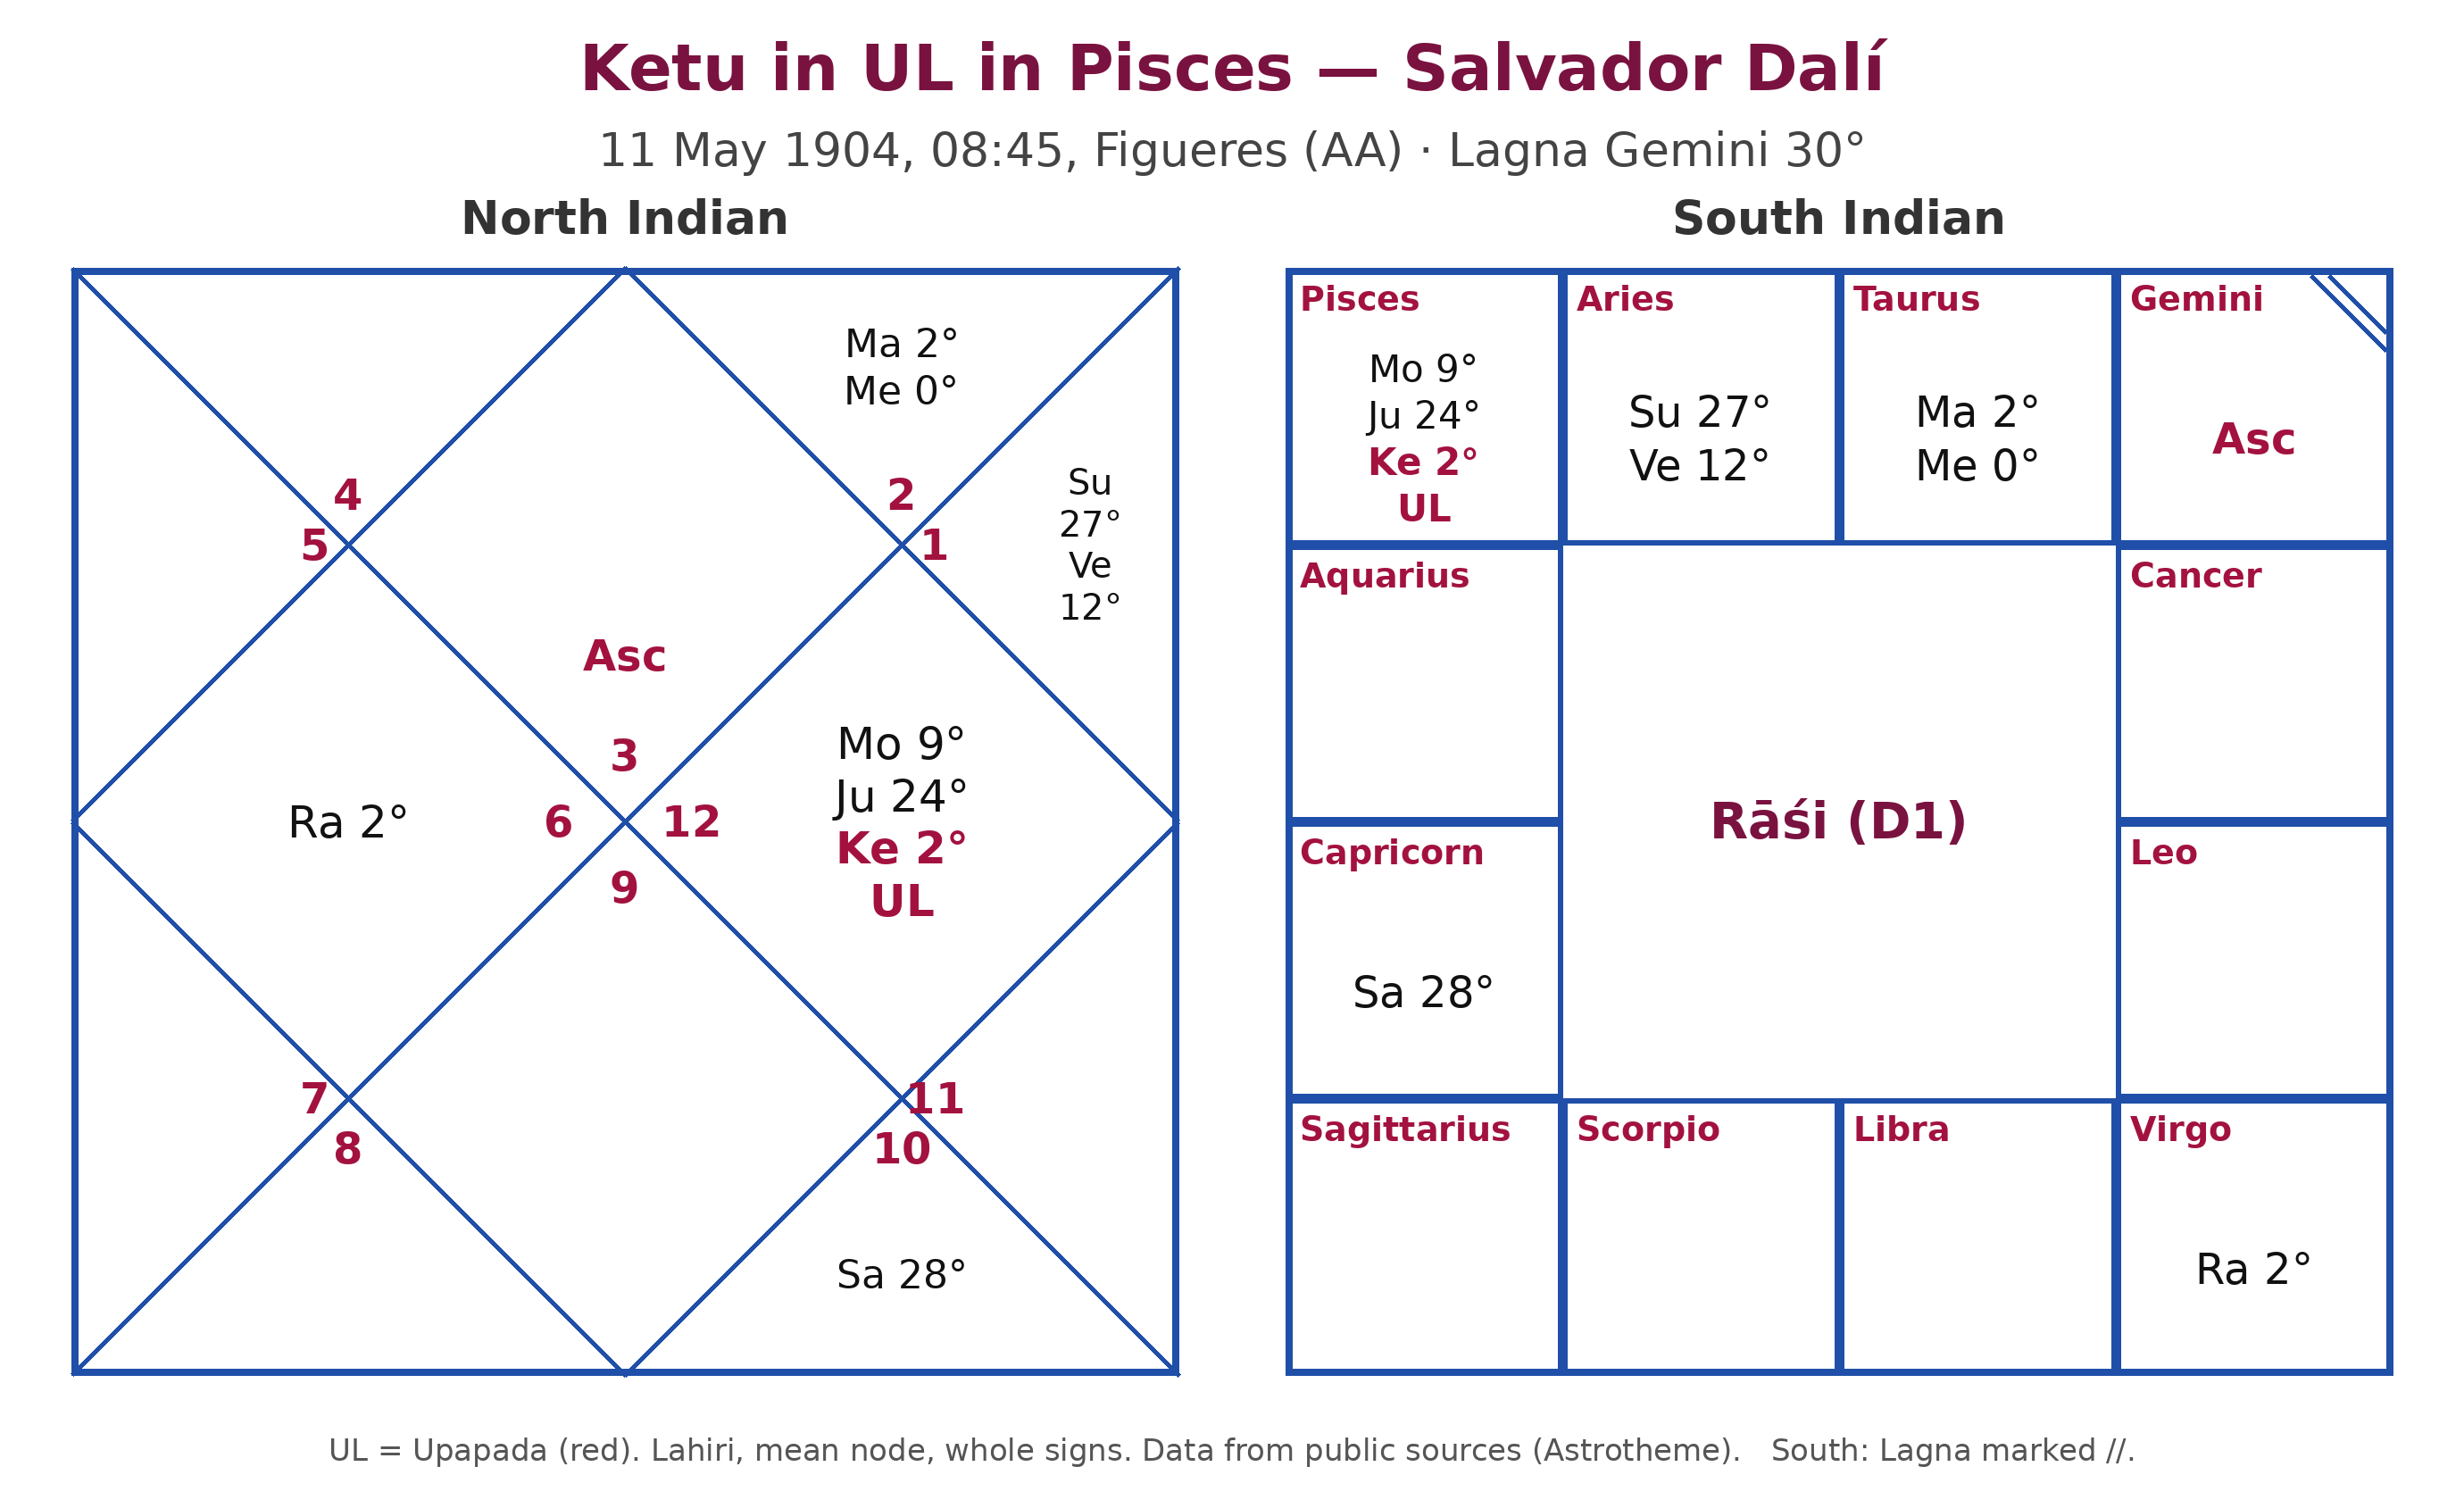 Ketu in UL in Pisces — Salvador Dalí
11 May 1904, 08:45, Figueres (AA) · Lagna Gemini 30°
North Indian
Ma 2°
Me 0°
4
2
5
1
Su
27°
Ve
12°
Asc
3
Ra 2°
6
12
Mo 9°
Ju 24°
Ke 2°
UL
9
7
11
8
10
Sa 28°
South Indian
Pisces
Mo 9°
Ju 24°
Ke 2°
UL
Aries
Su 27°
Ve 12°
Taurus
Ma 2°
Me 0°
Gemini
Asc
Aquarius
Cancer
Rāśi (D1)
Capricorn
Sa 28°
Leo
Sagittarius
Scorpio
Libra
Virgo
Ra 2°
UL = Upapada (red). Lahiri, mean node, whole signs. Data from public sources (Astrotheme). South: Lagna marked //.